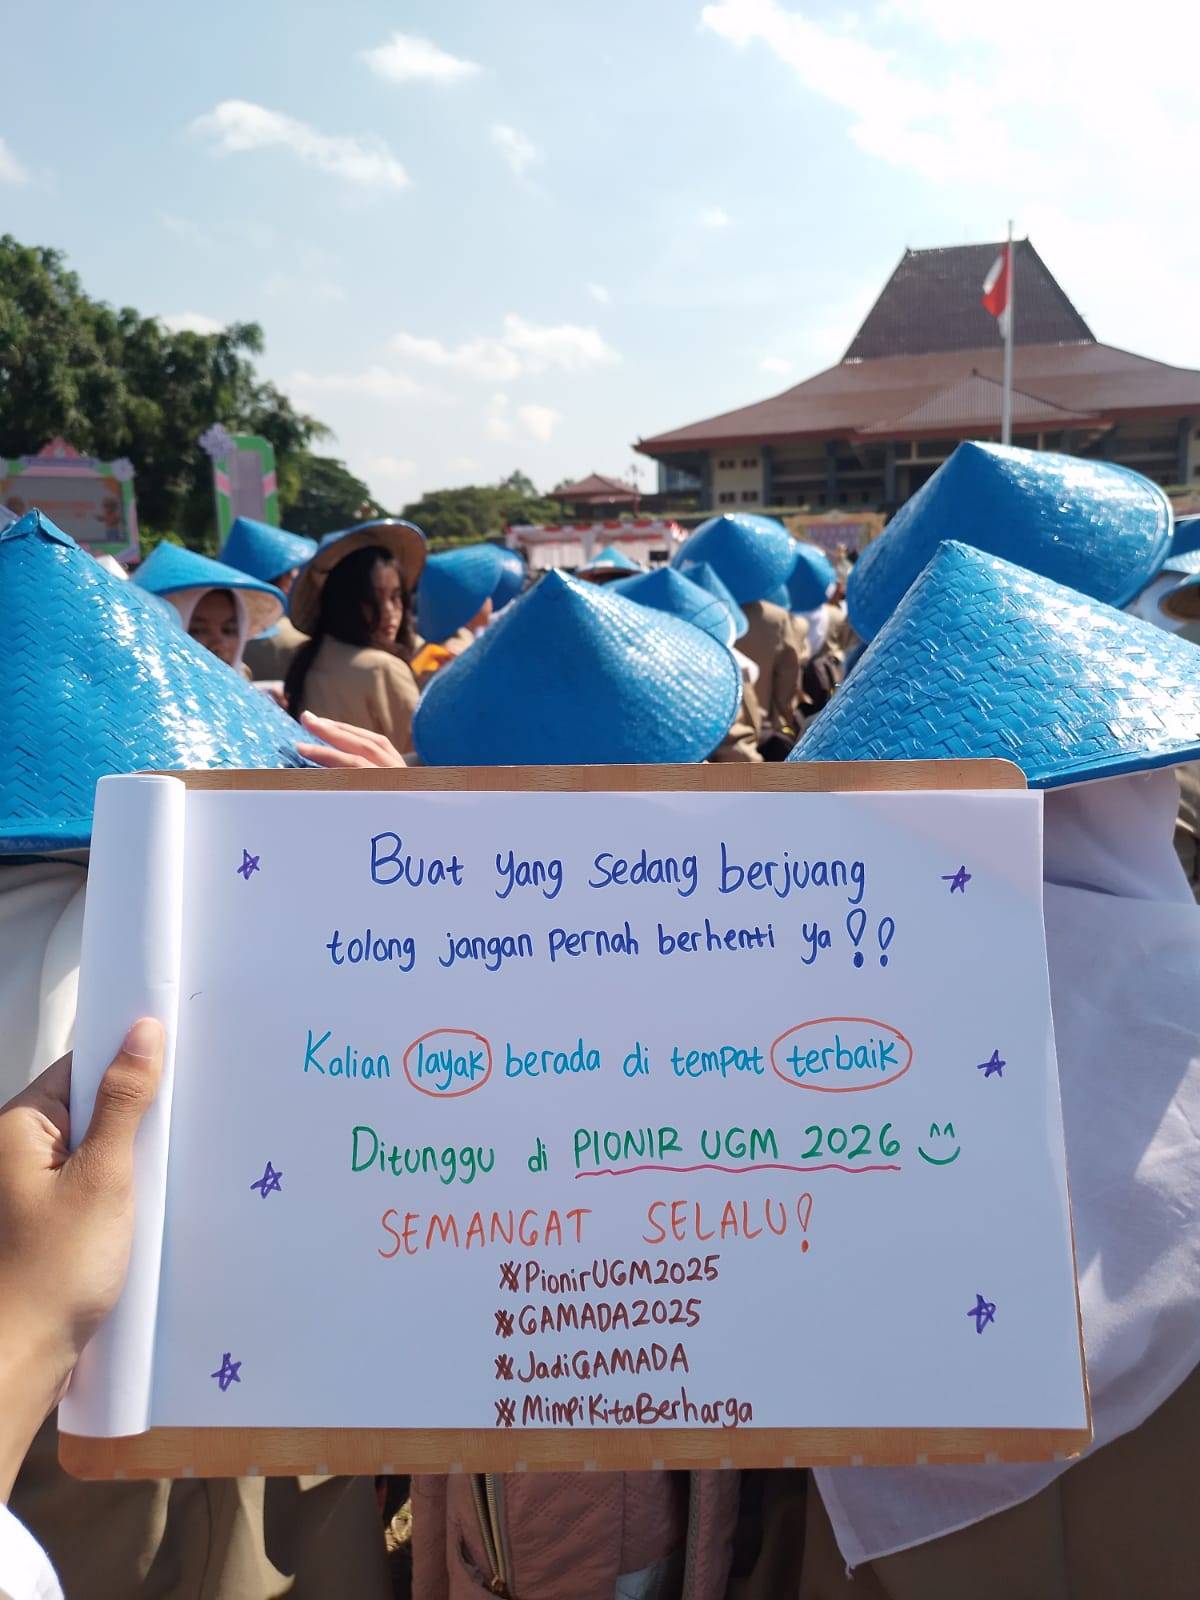 Buat yang sedang berjuang
tolong jangan pernah berhenti ya!!
Kalian layak berada di tempat terbaik
Ditunggu di PIONIR UGM 2026
SEMANGAT SELALU!
#PionirUGM2025
#GAMADA2025
#JadiGAMADA
#MimpiKitaBerharga